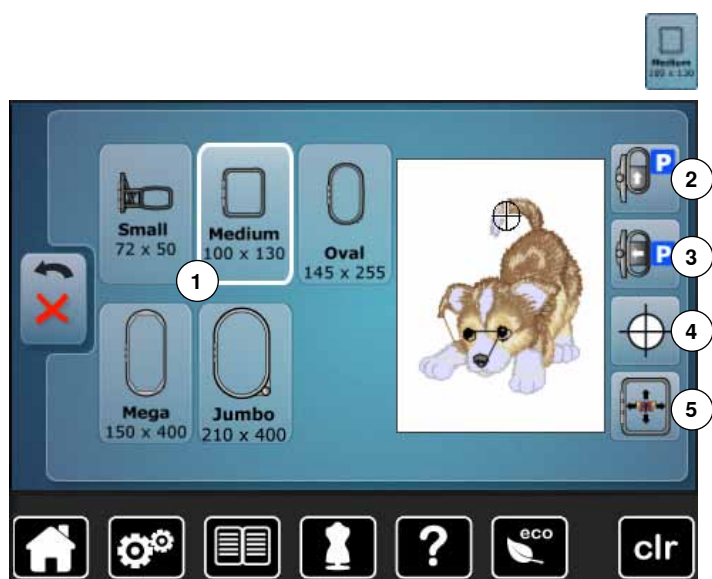 Medium
100 x 130
P
2
Small
72 x 50
Medium
100 x 130
Oval
145 x 255
1
P
3
4
Mega
150 x 400
Jumbo
210 x 400
5
?
eco
clr